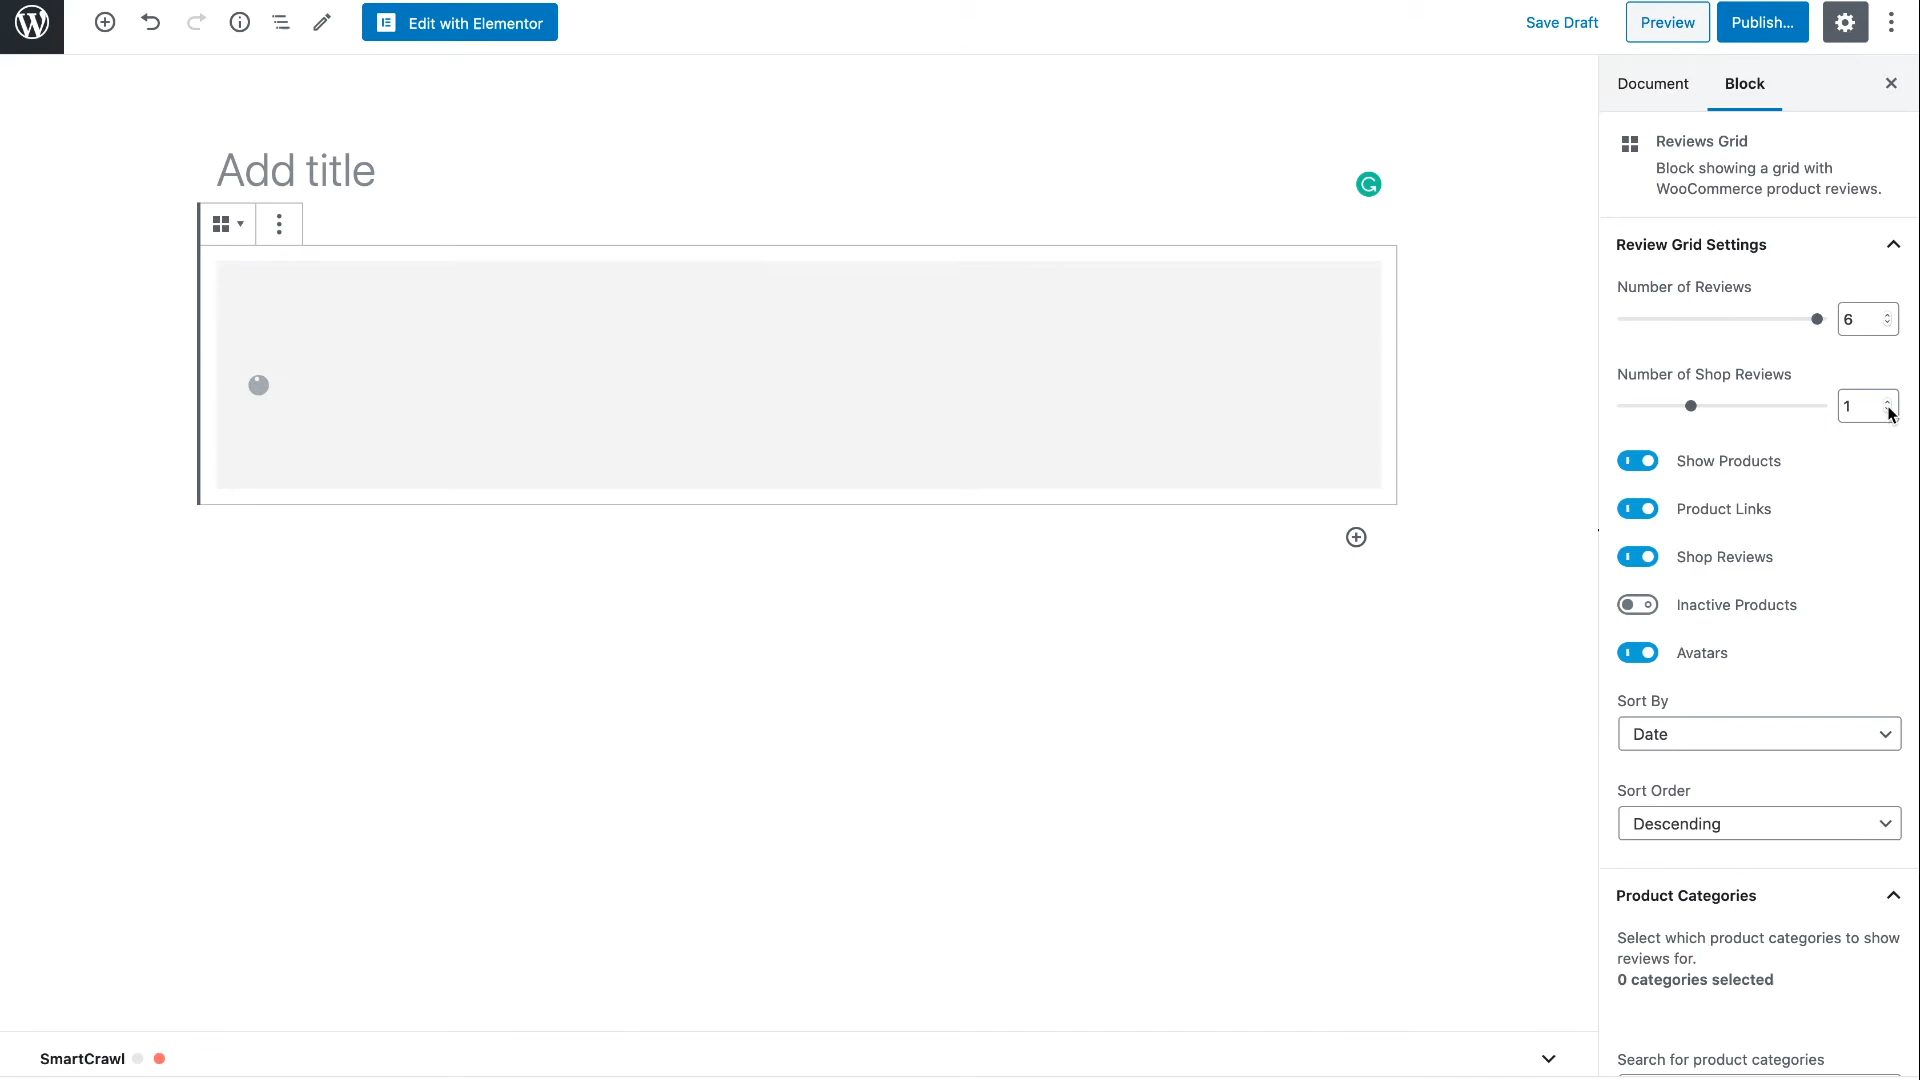 Edit with Elementor
Save Draft
Preview
Publish...
Document
Block
Add title
Reviews Grid
Block showing a grid with
WooCommerce product reviews.
Review Grid Settings
Number of Reviews
6
Number of Shop Reviews
1
Show Products
Product Links
Shop Reviews
Inactive Products
Avatars
Sort By
Date
Sort Order
Descending
Product Categories
Select which product categories to show
reviews for.
0 categories selected
Search for product categories
SmartCrawl